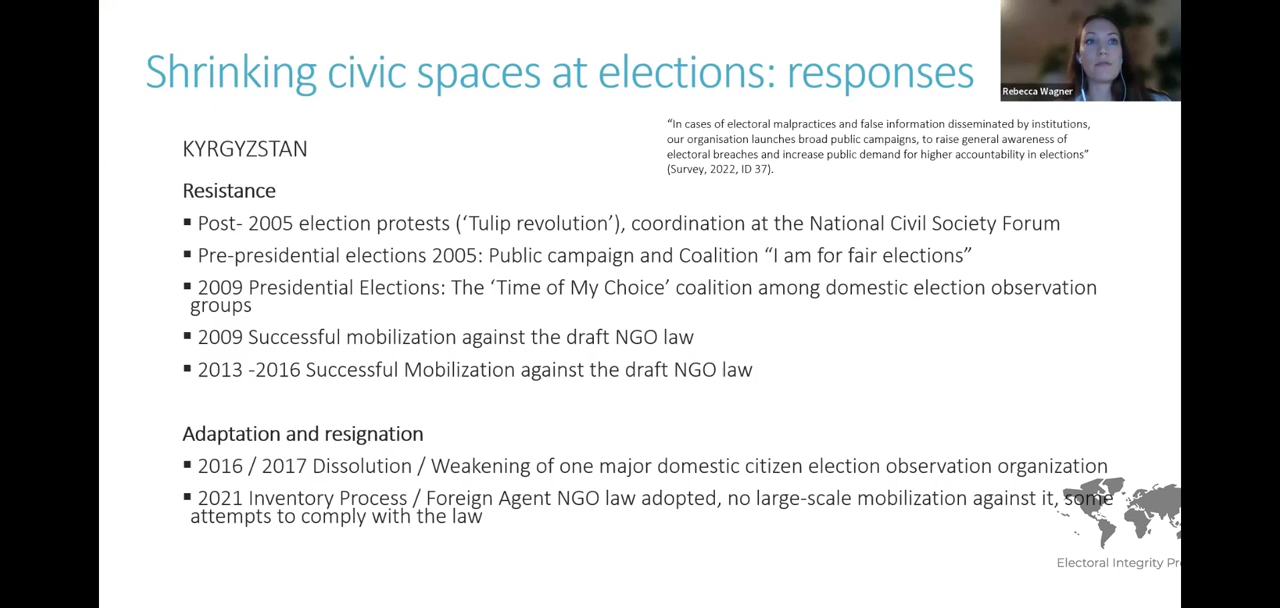 Shrinking civic spaces at elections: responses
Rebecca Wagner
"In cases of electoral malpractices and false information disseminated by institutions,
our organisation launches broad public campaigns, to raise general awareness of
electoral breaches and increase public demand for higher accountability in elections"
(Survey, 2022, ID 37).
KYRGYZSTAN
Resistance
▪ Post- 2005 election protests ('Tulip revolution'), coordination at the National Civil Society Forum
▪ Pre-presidential elections 2005: Public campaign and Coalition "I am for fair elections"
▪ 2009 Presidential Elections: The 'Time of My Choice' coalition among domestic election observation
groups
▪ 2009 Successful mobilization against the draft NGO law
▪ 2013 -2016 Successful Mobilization against the draft NGO law
Adaptation and resignation
▪ 2016 / 2017 Dissolution / Weakening of one major domestic citizen election observation organization
▪ 2021 Inventory Process / Foreign Agent NGO law adopted, no large-scale mobilization against it, some
attempts to comply with the law
Electoral Integrity Pr